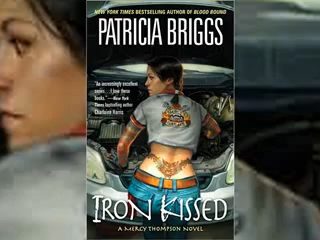 NEW YORK TIMES BESTSELLING AUTHOR OF BLOOD BOUND
PATRICIA BRIGGS
"An increasingly excellent
series... I love these
books."—New York
Times bestselling author
Charlaine Harris
IRON KISSED
A MERCY THOMPSON NOVEL